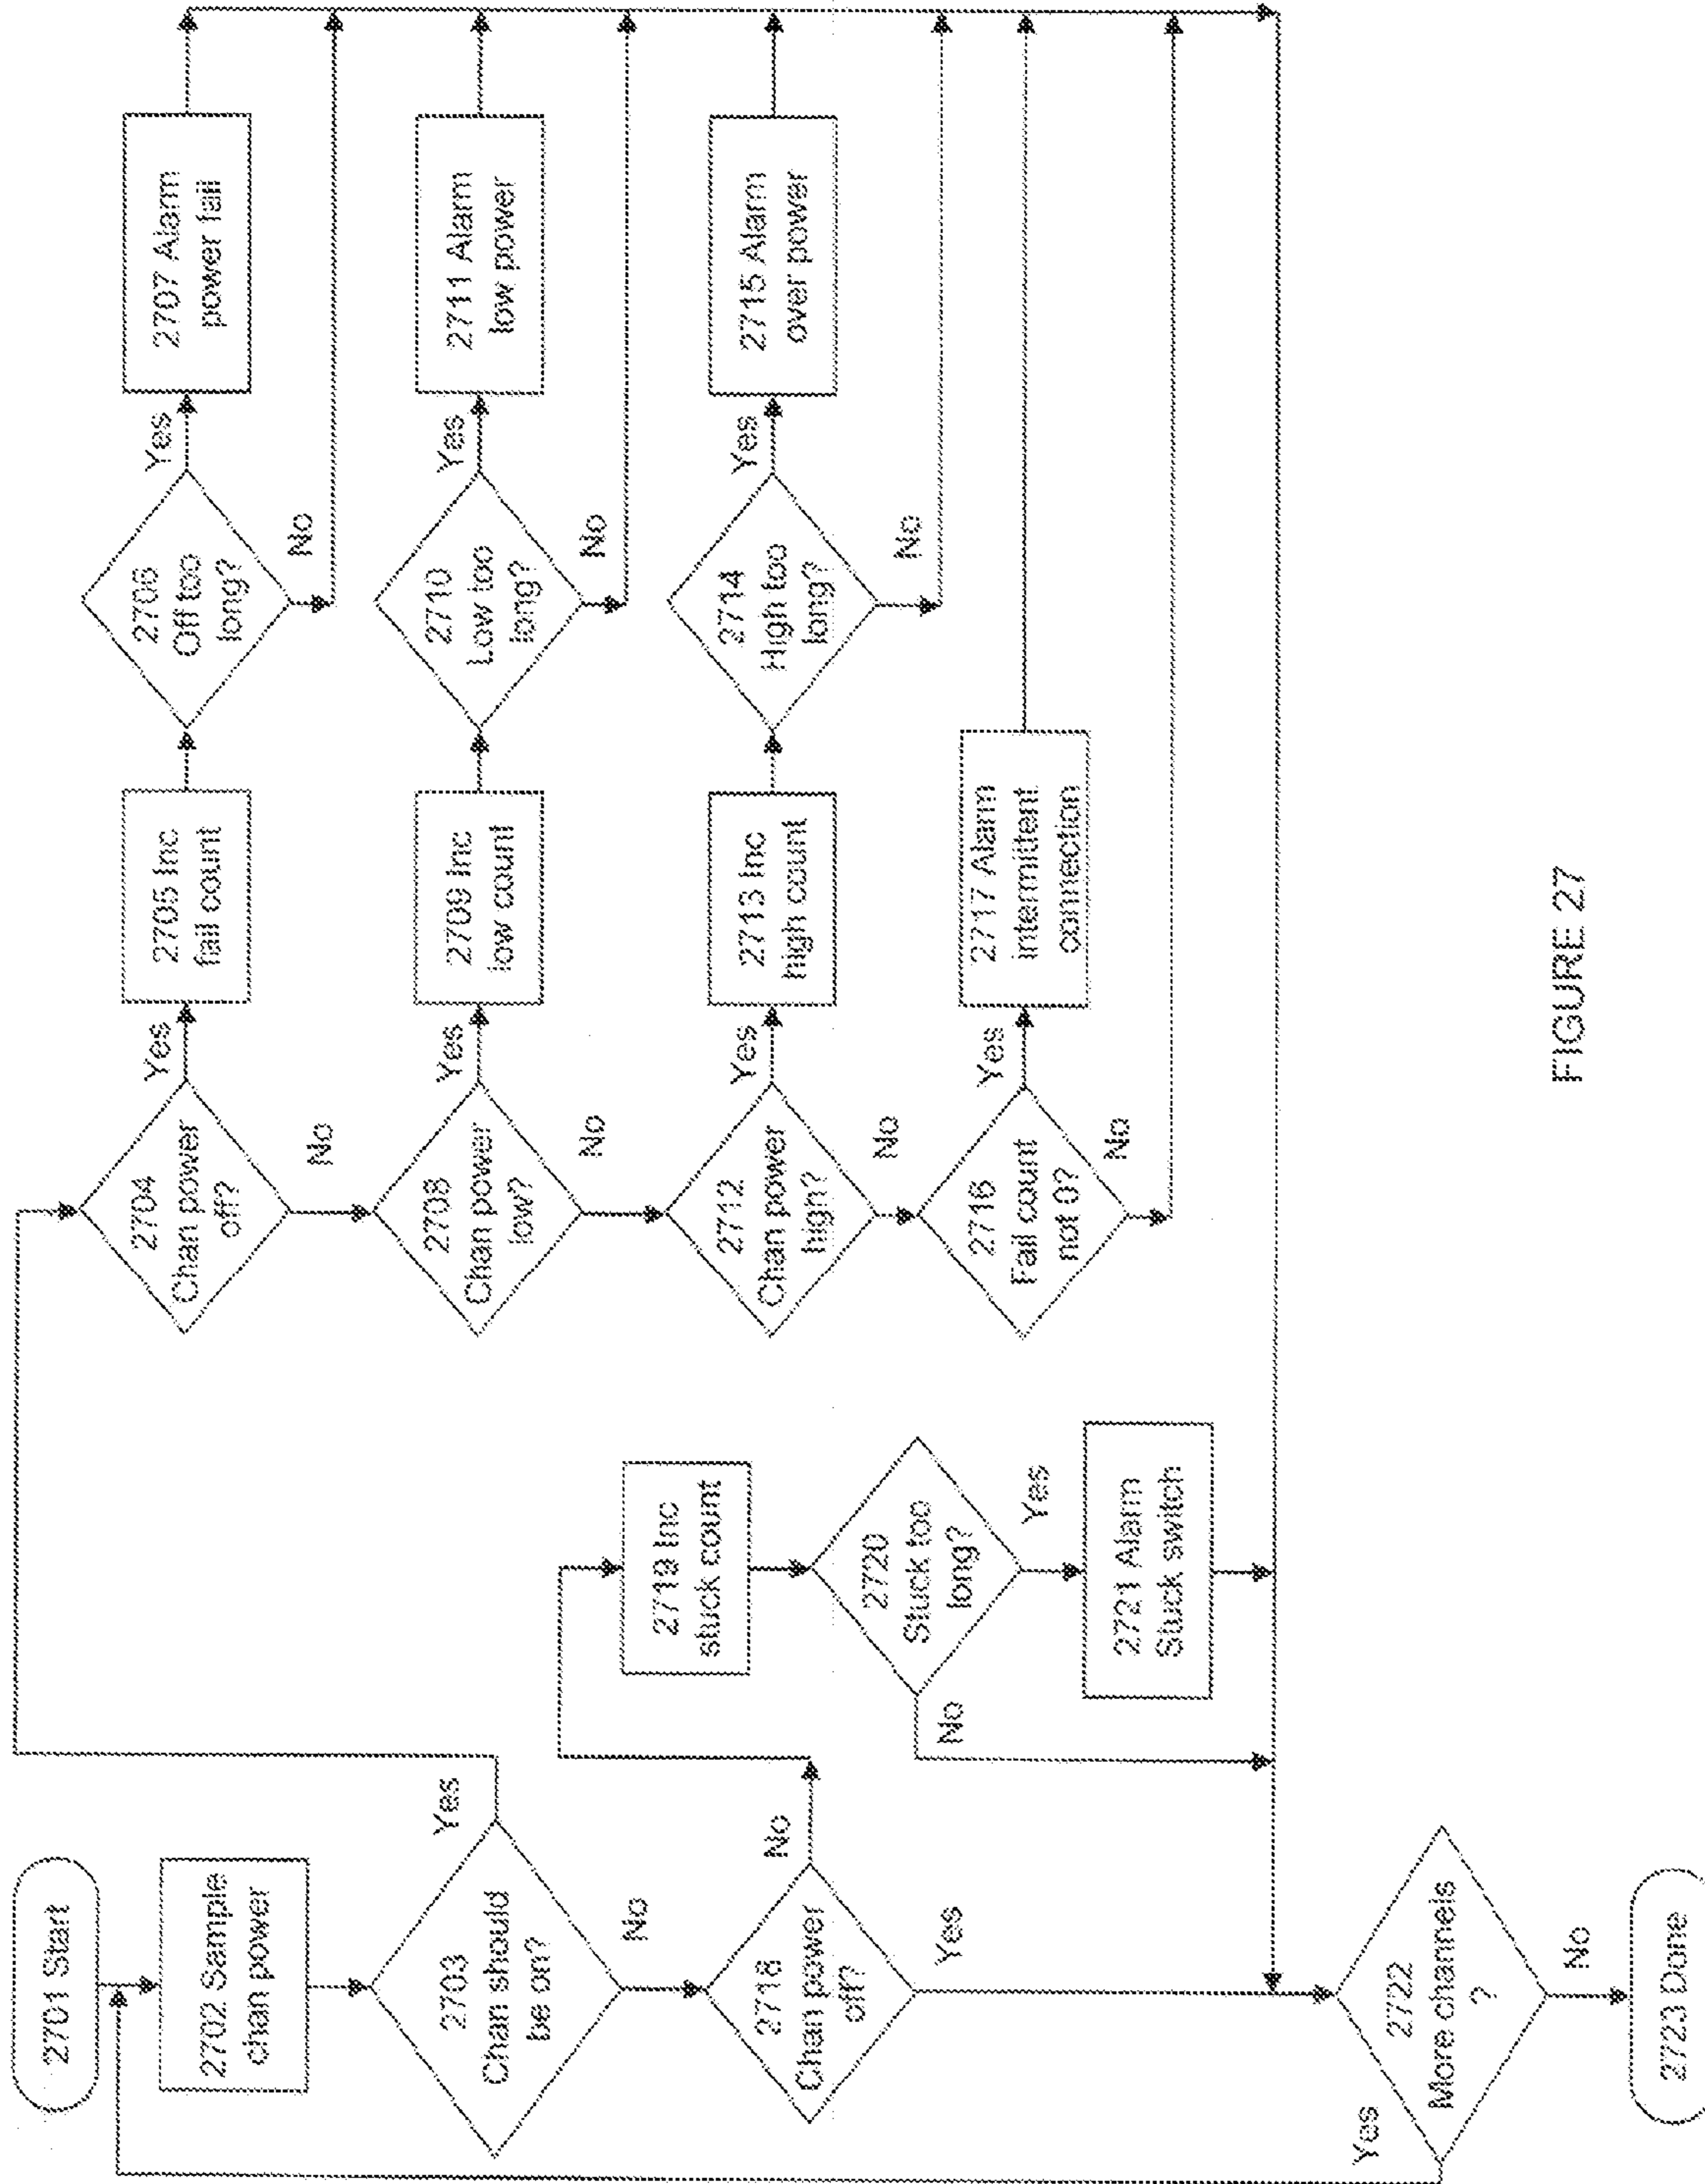 2701 Start
2702 Sample
chan power
2703
Chan should
be on?
Yes
No
2704
Chan power
off?
Yes
No
2705 Inc
fail count
2706
Off too
long?
Yes
No
2707 Alarm
power fail
2708
Chan power
low?
Yes
No
2709 Inc
low count
2710
Low too
long?
Yes
No
2711 Alarm
low power
2712
Chan power
high?
Yes
No
2713 Inc
high count
2714
High too
long?
Yes
No
2715 Alarm
over power
2716
Fail count
not 0?
Yes
No
2717 Alarm
intermittent
connection
2718
Chan power
off?
No
Yes
2719 Inc
stuck count
2720
Stuck too
long?
No
Yes
2721 Alarm
Stuck switch
2722
More channels
?
Yes
No
2723 Done
FIGURE 27